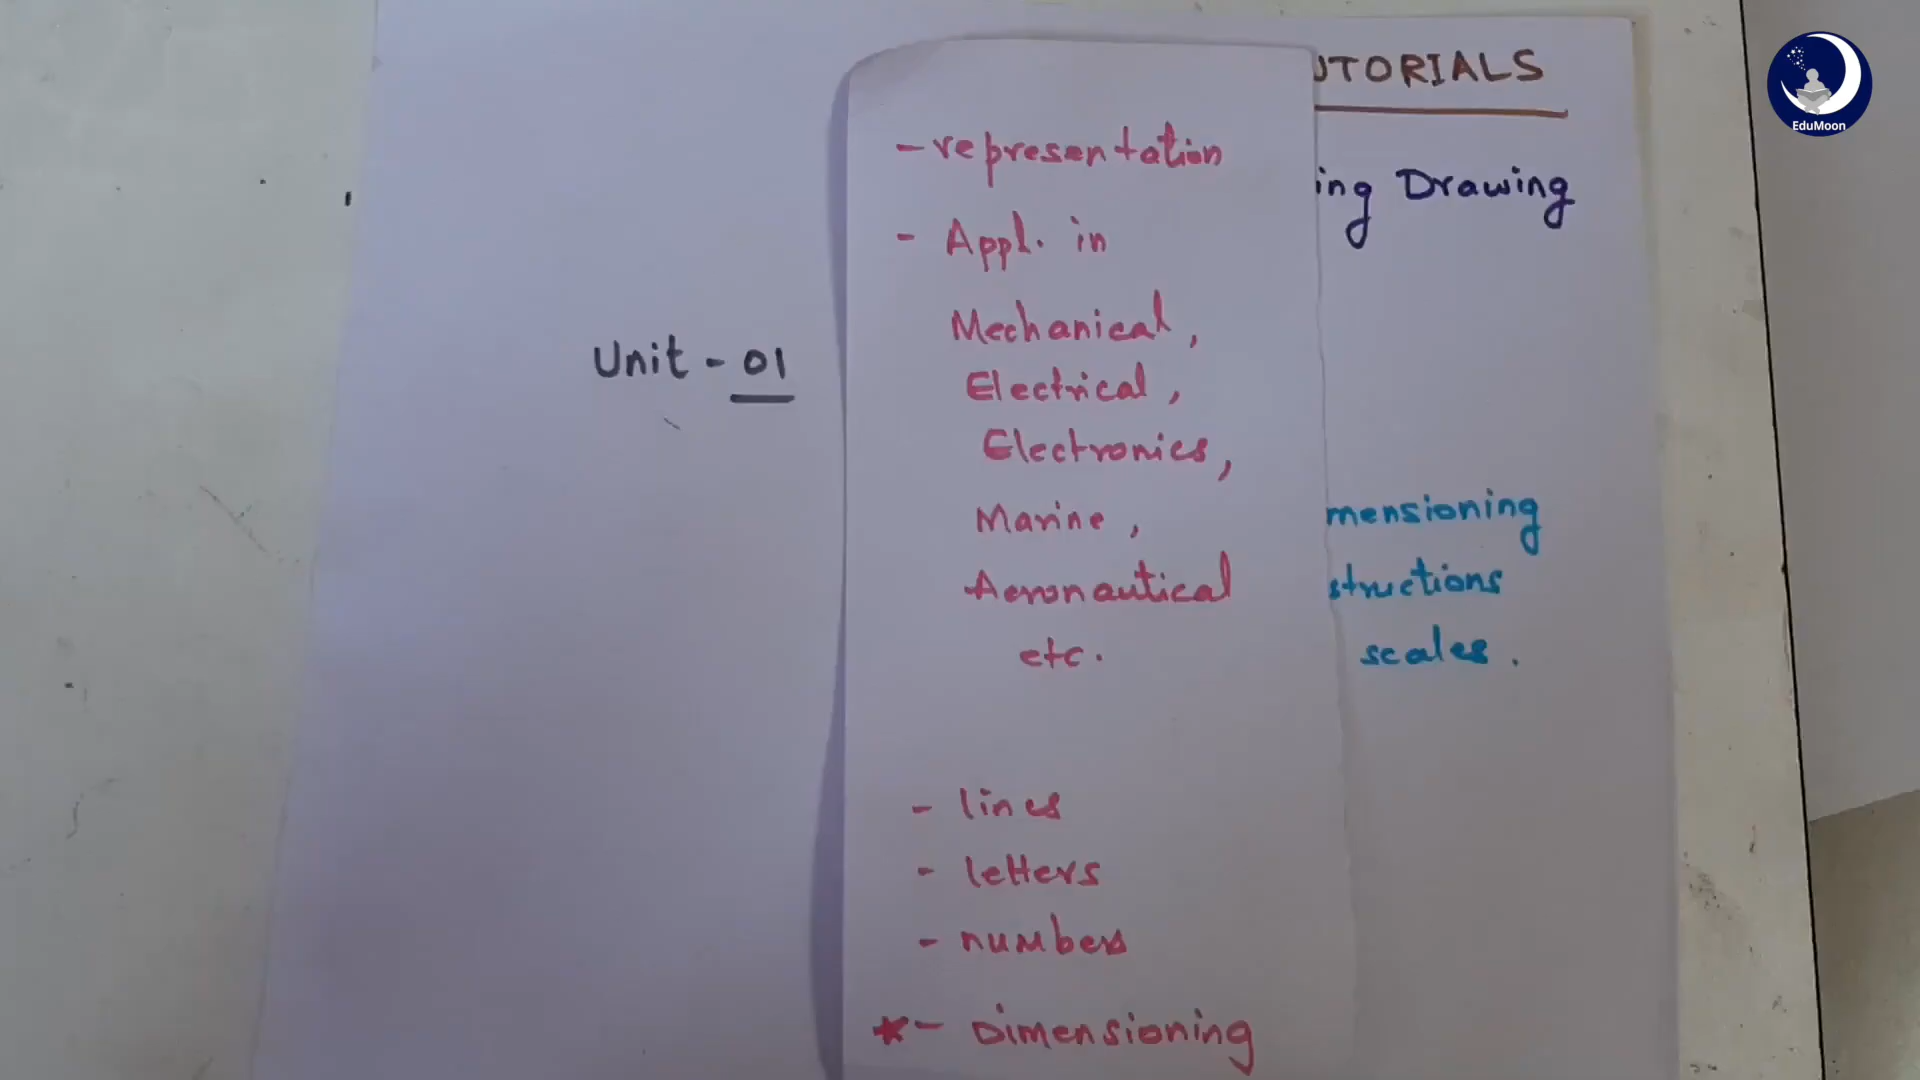 UTORIALS
EduMoon
- representation
ing Drawing
- Appl. in
Mechanical,
Unit - 01
Electrical,
Electronics,
Marine,
mensioning
Aeronautical
structions
etc.
scales.
- lines
- letters
- numbers
*- Dimensioning